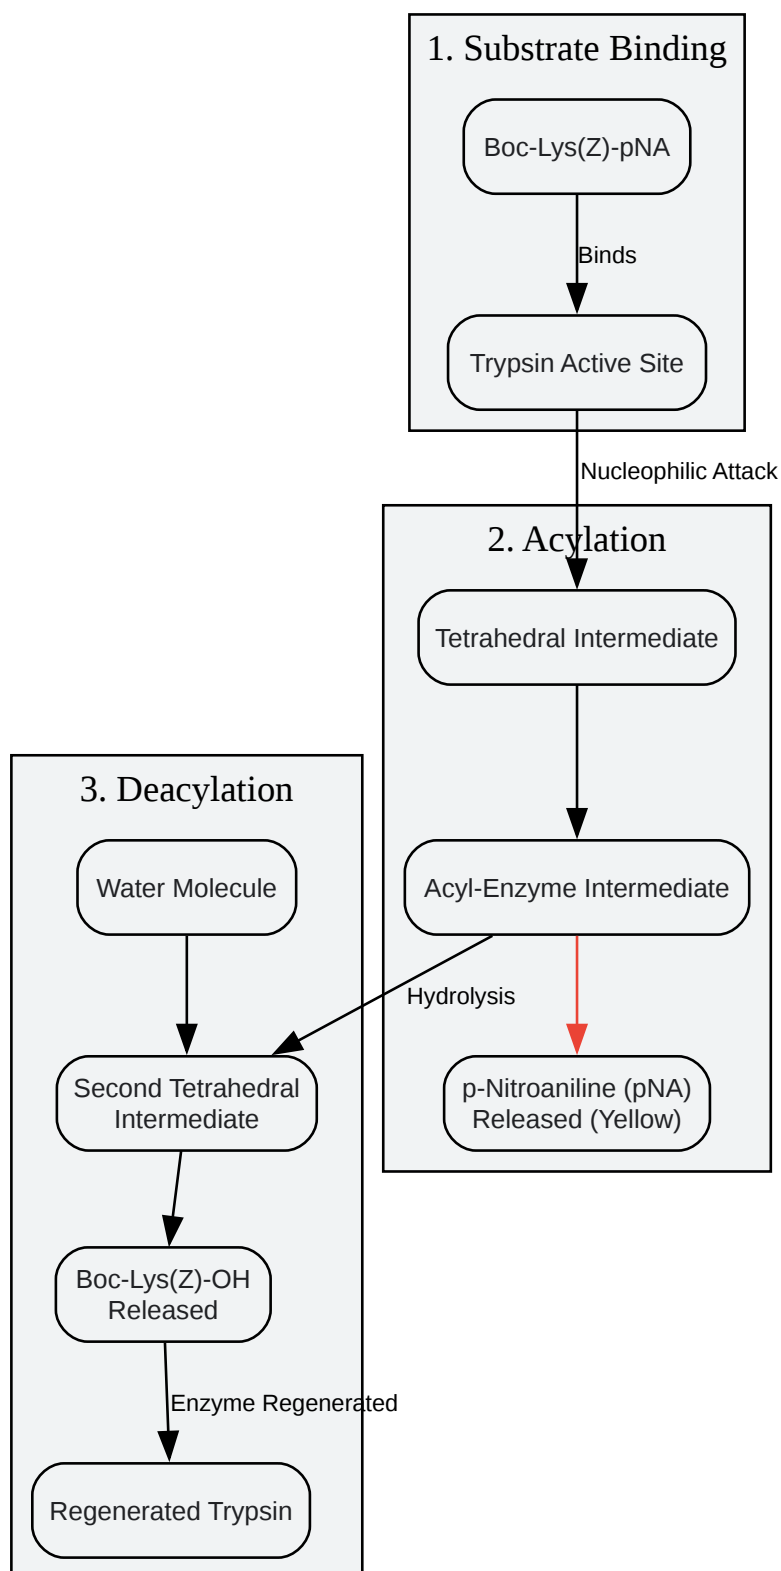 1. Substrate Binding
Boc-Lys(Z)-pNA
Binds
Trypsin Active Site
Nucleophilic Attack
2. Acylation
Tetrahedral Intermediate
Acyl-Enzyme Intermediate
p-Nitroaniline (pNA)
Released (Yellow)
Hydrolysis
3. Deacylation
Water Molecule
Second Tetrahedral
Intermediate
Boc-Lys(Z)-OH
Released
Enzyme Regenerated
Regenerated Trypsin